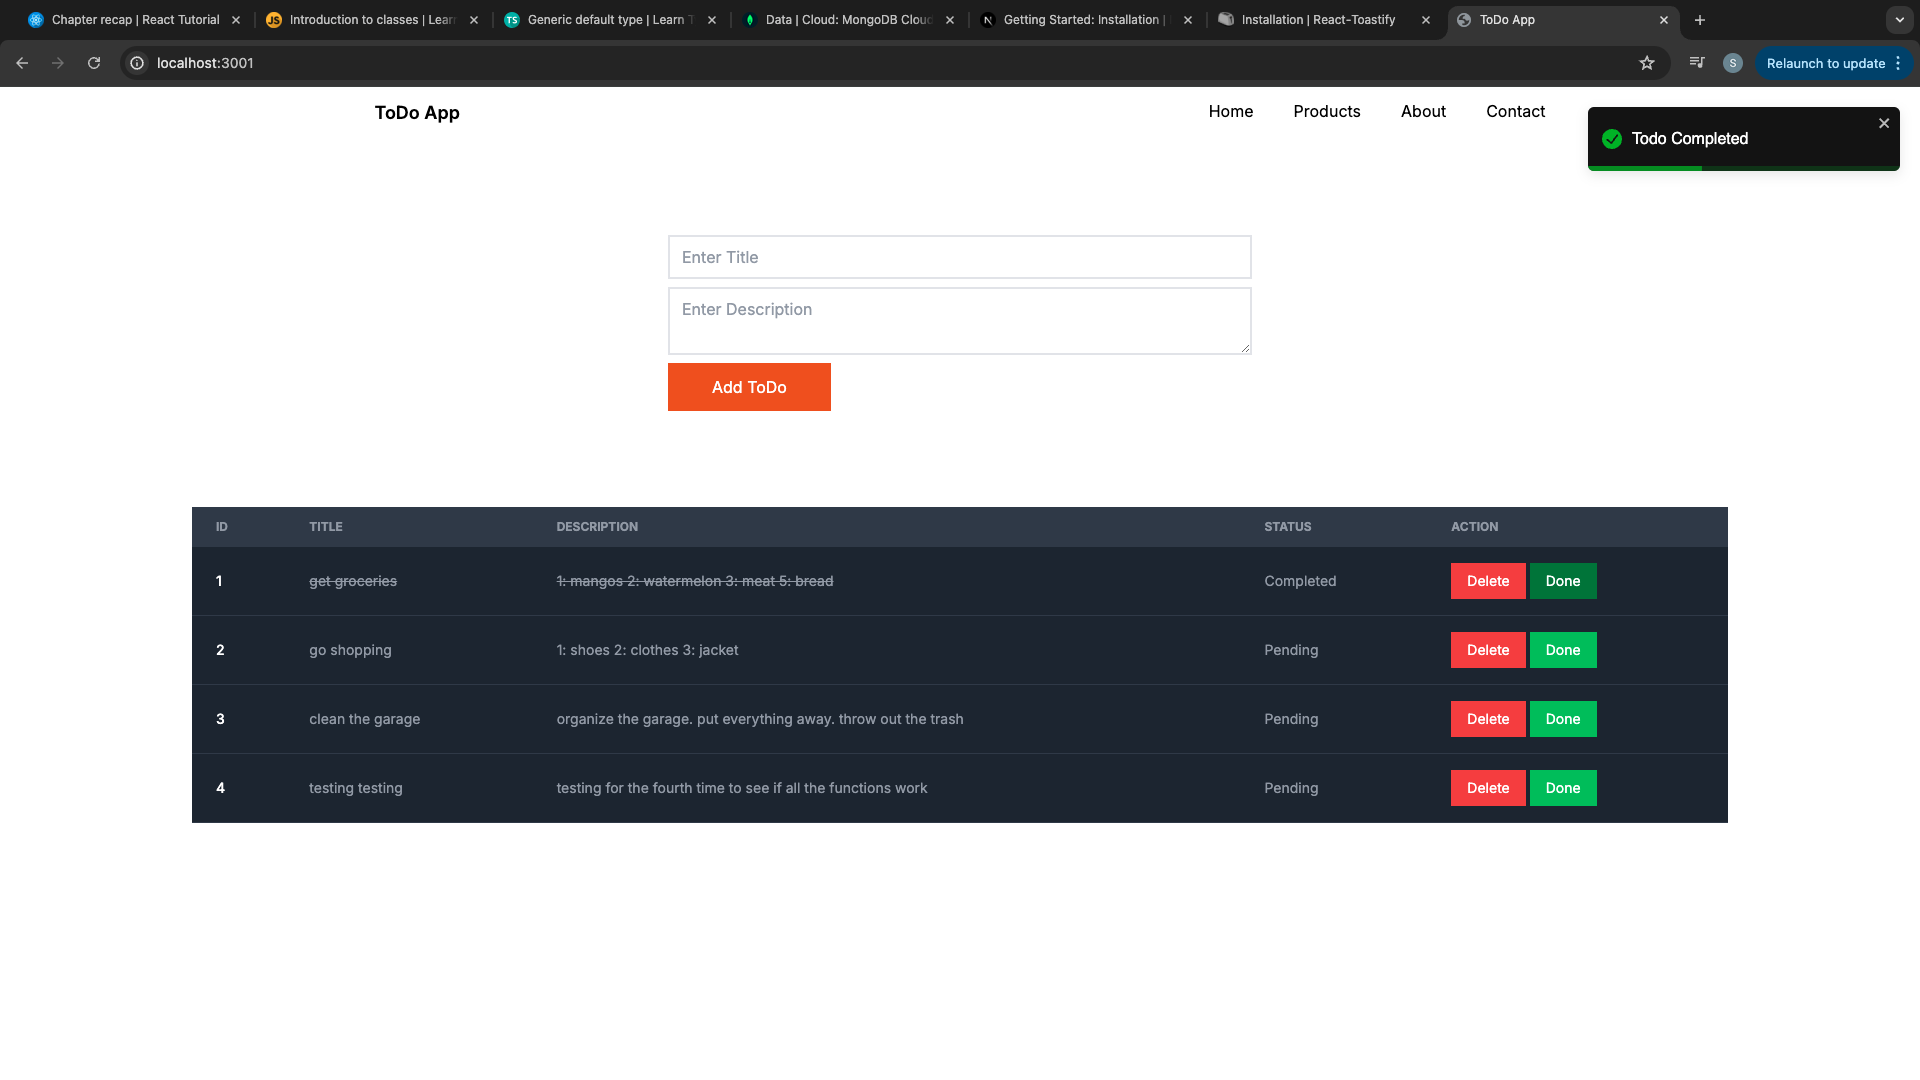 Chapter recap | React Tutorial
Introduction to classes | Lear
Generic default type | Learn T
Data | Cloud: MongoDB Cloud
Getting Started: Installation |
Installation | React-Toastify
ToDo App
localhost:3001
S
Relaunch to update
ToDo App
Home Products About Contact
Todo Completed
Enter Title
Enter Description
Add ToDo
ID TITLE DESCRIPTION STATUS ACTION
1 get groceries 1: mangos 2: watermelon 3: meat 5: bread Completed Delete Done
2 go shopping 1: shoes 2: clothes 3: jacket Pending Delete Done
3 clean the garage organize the garage. put everything away. throw out the trash Pending Delete Done
4 testing testing testing for the fourth time to see if all the functions work Pending Delete Done